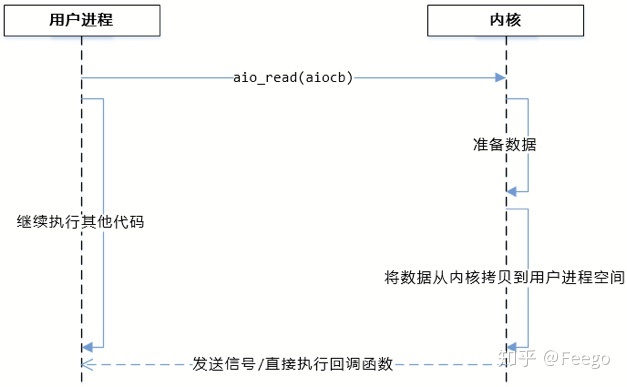 用户进程
内核
aio_read(aiocb)
准备数据
继续执行其他代码
将数据从内核拷贝到用户进程空间
发送信号/直接执行回调函数
知乎 @Feego